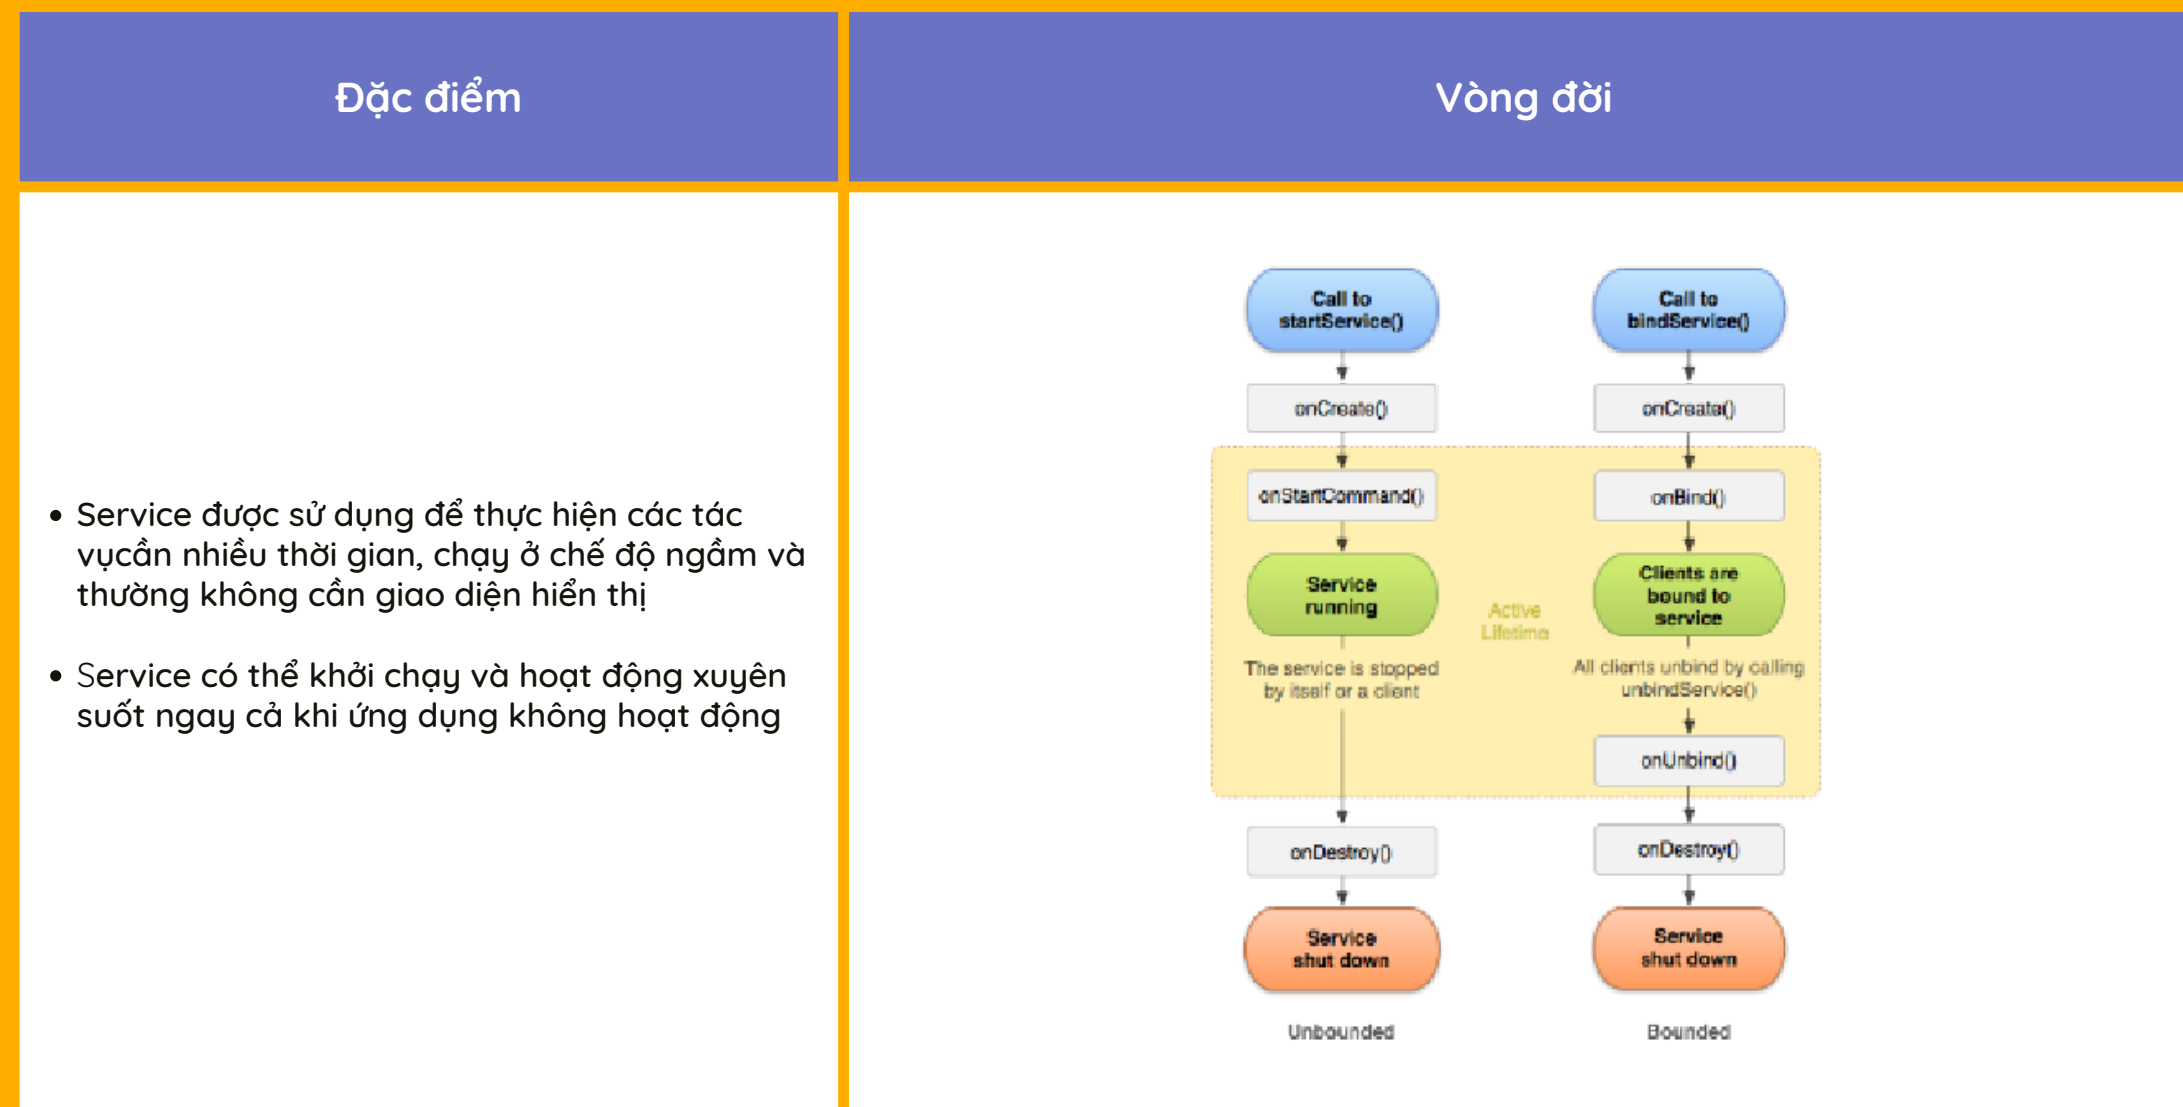 Đặc điểm
Vòng đời
• Service được sử dụng để thực hiện các tác
vụcần nhiều thời gian, chạy ở chế độ ngầm và
thường không cần giao diện hiển thị
• Service có thể khởi chạy và hoạt động xuyên
suốt ngay cả khi ứng dụng không hoạt động
Call to
startService()
onCreate()
onStartCommand()
Service
running
The service is stopped
by itself or a client
onDestroy()
Service
shut down
Unbounded
Active
Lifetime
Call to
bindService()
onCreate()
onBind()
Clients are
bound to
service
All clients unbind by calling
unbindService()
onUnbind()
onDestroy()
Service
shut down
Bounded